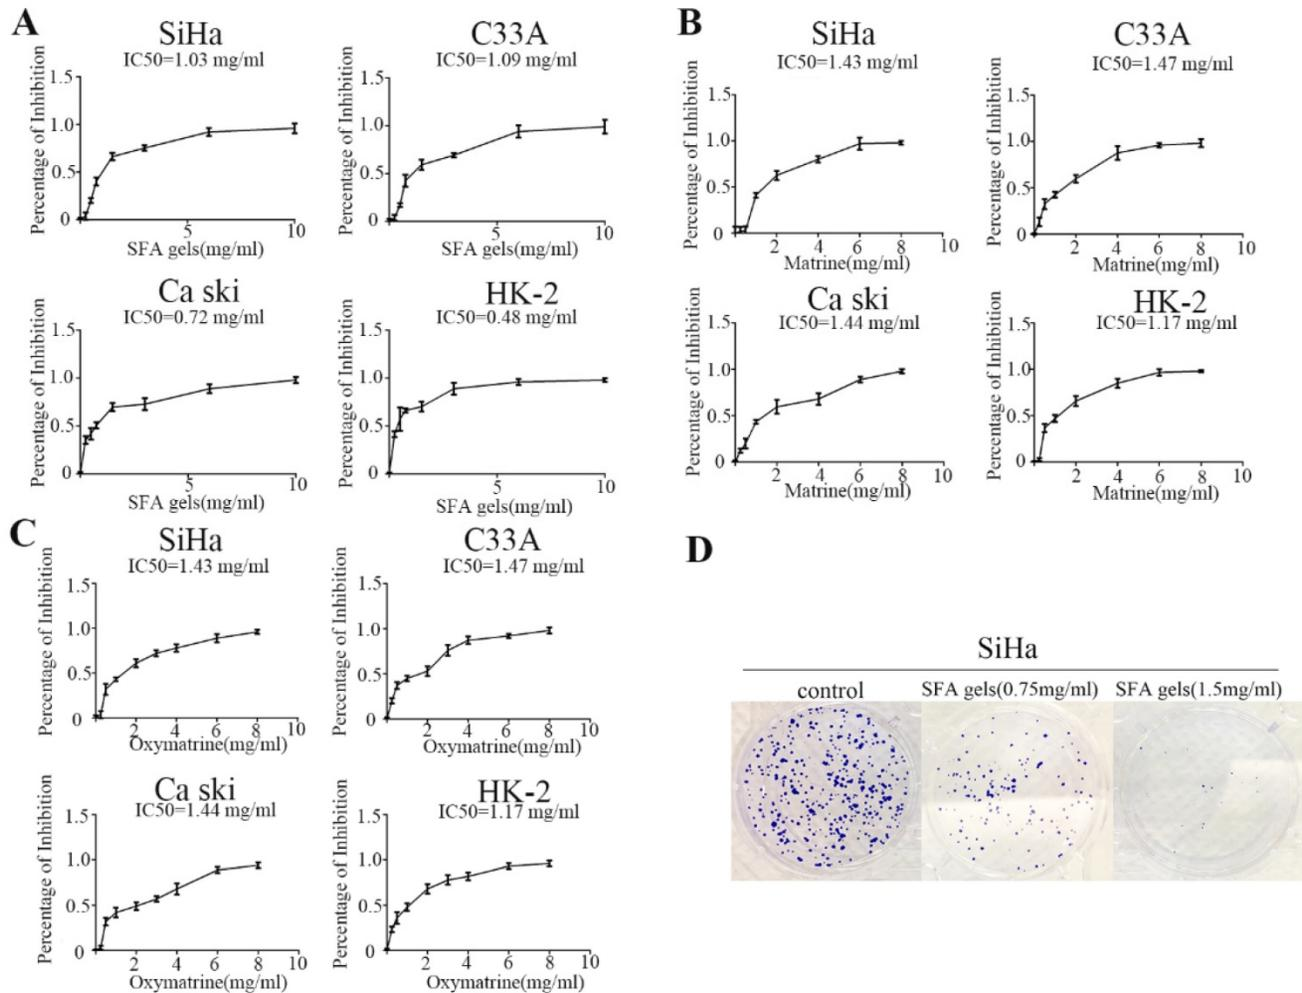 A
SiHa
IC50=1.03 mg/ml
Percentage of Inhibition
1.5
1.0
0.5
0
5
10
SFA gels(mg/ml)
C33A
IC50=1.09 mg/ml
Percentage of Inhibition
1.5
1.0
0.5
0
5
10
SFA gels(mg/ml)
Ca ski
IC50=0.72 mg/ml
Percentage of Inhibition
1.5
1.0
0.5
0
5
10
SFA gels(mg/ml)
HK-2
IC50=0.48 mg/ml
Percentage of Inhibition
1.5
1.0
0.5
0
5
10
SFA gels(mg/ml)
B
SiHa
IC50=1.43 mg/ml
Percentage of Inhibition
1.5
1.0
0.5
0
2 4 6 8 10
Matrine(mg/ml)
C33A
IC50=1.47 mg/ml
Percentage of Inhibition
1.5
1.0
0.5
0
2 4 6 8 10
Matrine(mg/ml)
Ca ski
IC50=1.44 mg/ml
Percentage of Inhibition
1.5
1.0
0.5
0
2 4 6 8 10
Matrine(mg/ml)
HK-2
IC50=1.17 mg/ml
Percentage of Inhibition
1.5
1.0
0.5
0
2 4 6 8 10
Matrine(mg/ml)
C
SiHa
IC50=1.43 mg/ml
Percentage of Inhibition
1.5
1.0
0.5
0
2 4 6 8 10
Oxymatrine(mg/ml)
C33A
IC50=1.47 mg/ml
Percentage of Inhibition
1.5
1.0
0.5
0
2 4 6 8 10
Oxymatrine(mg/ml)
Ca ski
IC50=1.44 mg/ml
Percentage of Inhibition
1.5
1.0
0.5
0
2 4 6 8 10
Oxymatrine(mg/ml)
HK-2
IC50=1.17 mg/ml
Percentage of Inhibition
1.5
1.0
0.5
0
2 4 6 8 10
Oxymatrine(mg/ml)
D
SiHa
control SFA gels(0.75mg/ml) SFA gels(1.5mg/ml)